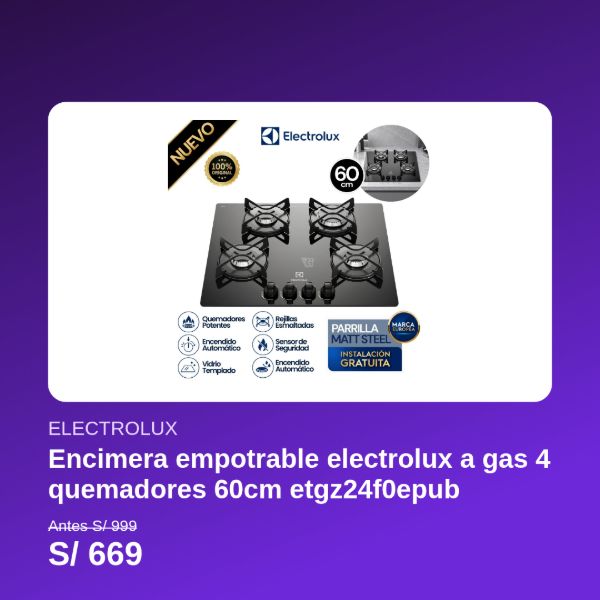 NUEVO
100%
ORIGINAL
Electrolux
60
cm
Quemadores
Potentes
Rejillas
Esmaltadas
Encendido
Automático
Sensor de
Seguridad
Vidrio
Templado
Encendido
Automático
PARRILLA
MATT STEEL
MARCA
EUROPEA
INSTALACIÓN
GRATUITA
ELECTROLUX
Encimera empotrable electrolux a gas 4
quemadores 60cm etgz24f0epub
Antes S/ 999
S/ 669